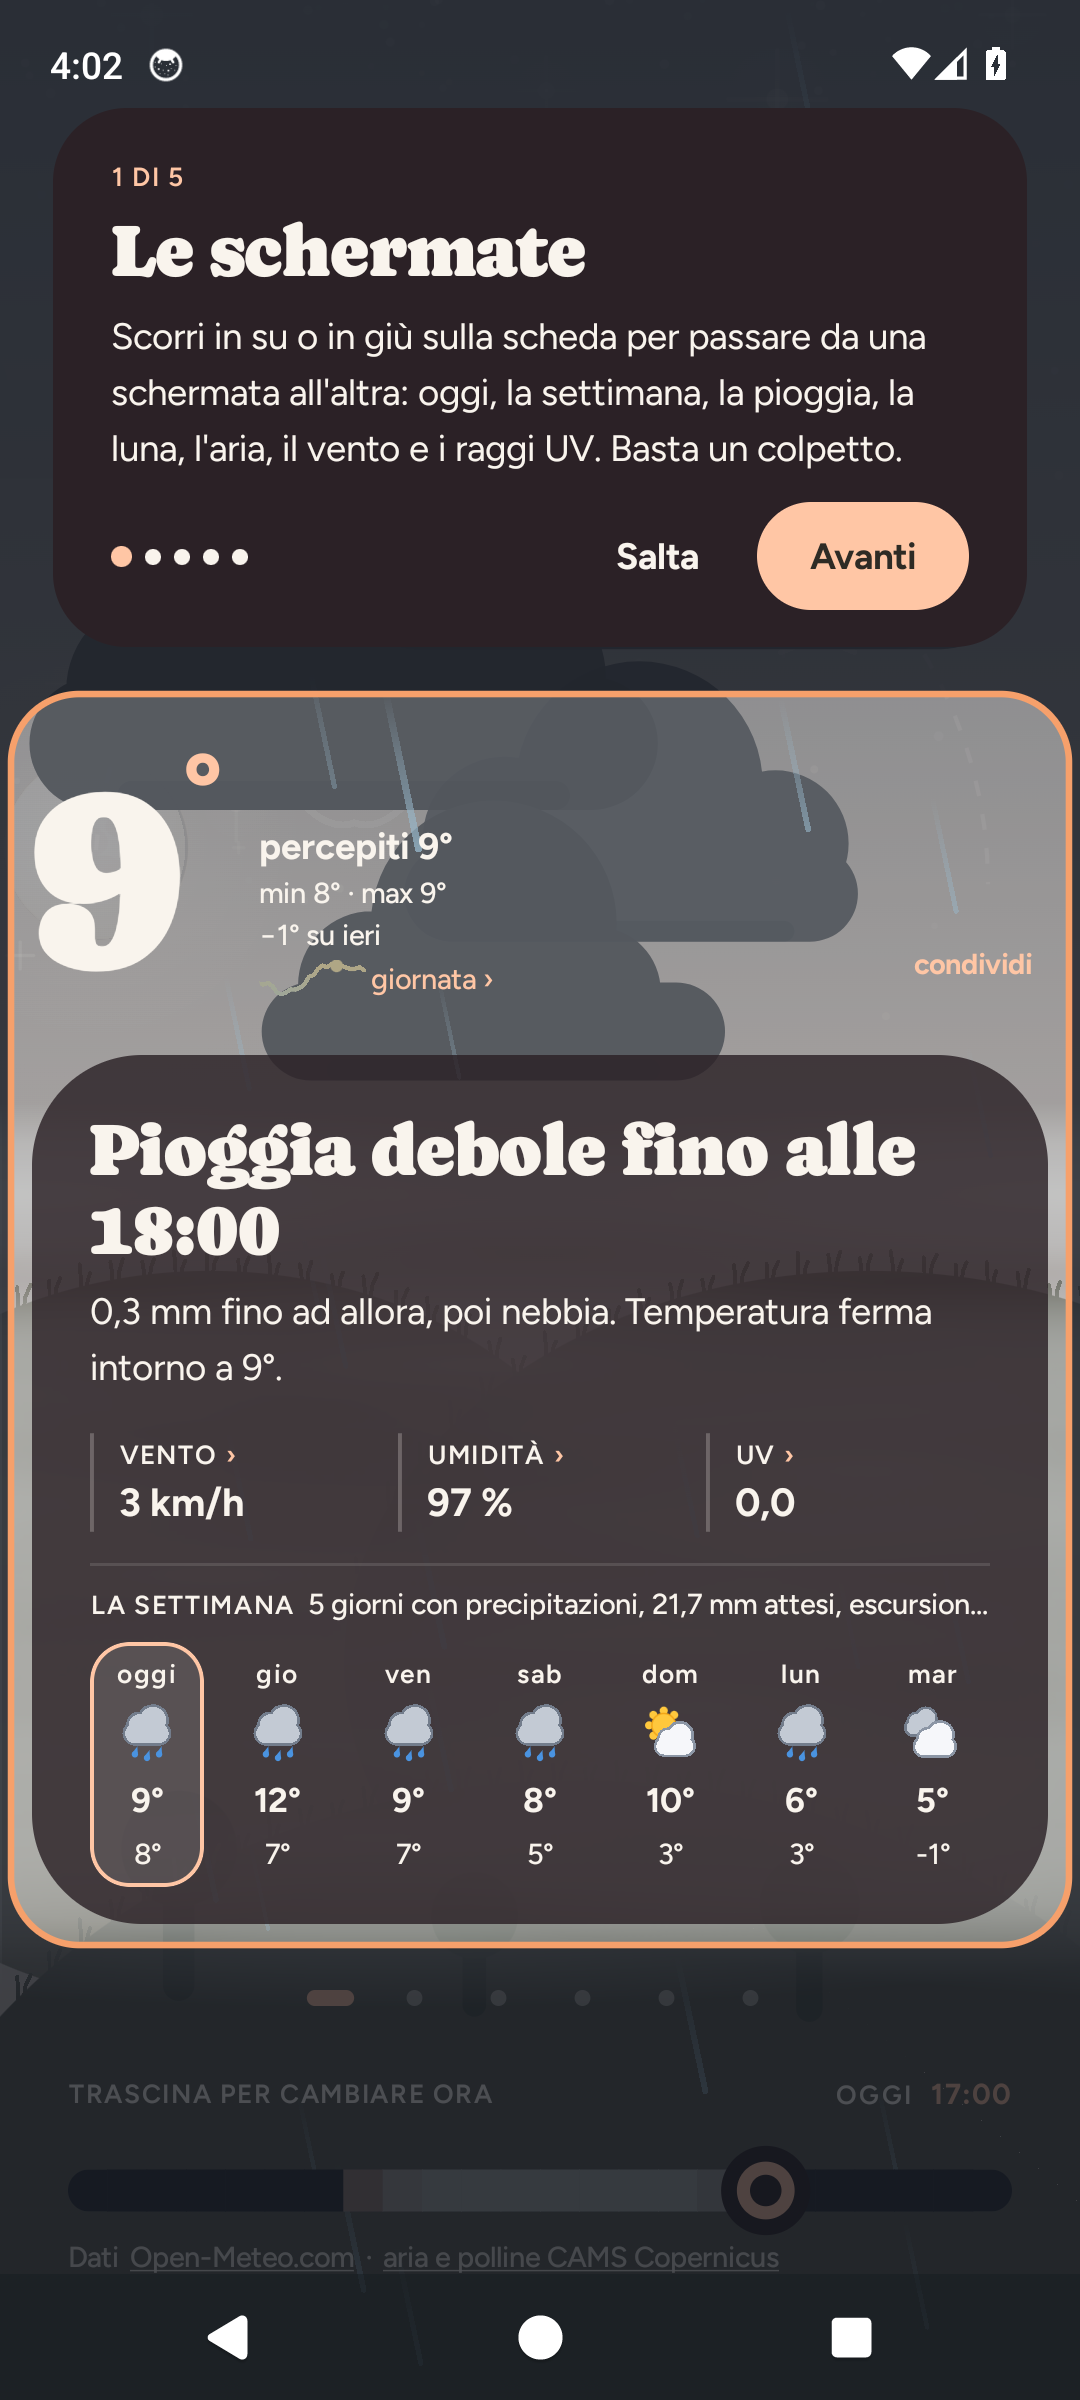 4:02
1 DI 5
Le schermate
Scorri in su o in giù sulla scheda per passare da una
schermata all'altra: oggi, la settimana, la pioggia, la
luna, l'aria, il vento e i raggi UV. Basta un colpetto.
Salta
Avanti
9°
percepiti 9°
min 8° · max 9°
−1° su ieri
giornata ›
condividi
Pioggia debole fino alle
18:00
0,3 mm fino ad allora, poi nebbia. Temperatura ferma
intorno a 9°.
VENTO › UMIDITÀ › UV ›
3 km/h 97 % 0,0
LA SETTIMANA 5 giorni con precipitazioni, 21,7 mm attesi, escursion…
oggi gio ven sab dom lun mar
9° 12° 9° 8° 10° 6° 5°
8° 7° 7° 5° 3° 3° -1°
TRASCINA PER CAMBIARE ORA OGGI 17:00
Dati Open-Meteo.com · aria e polline CAMS Copernicus